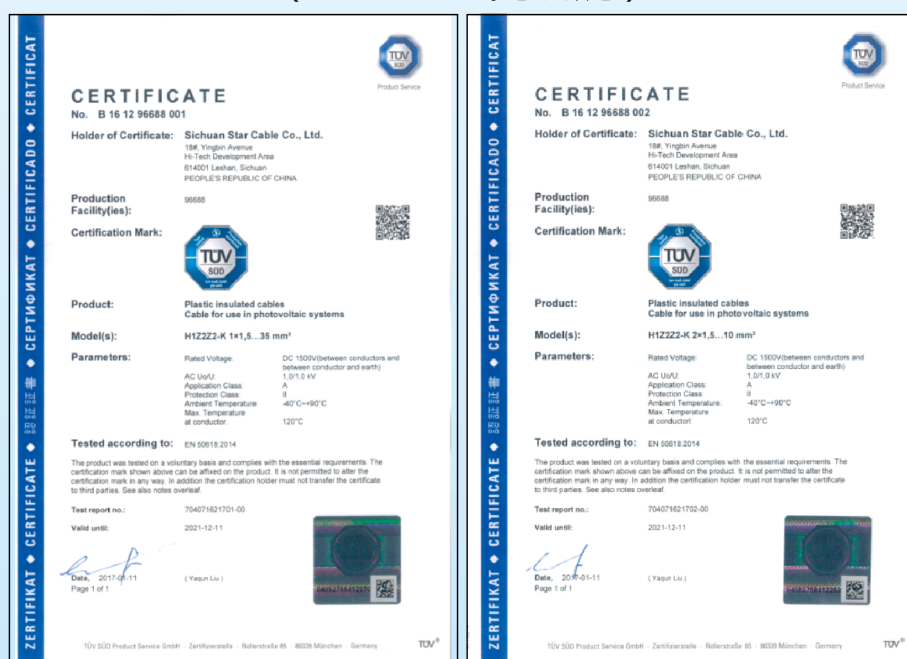 ZERTIFIKAT ◆ CERTIFICATE ◆ 認 証 証 書 ◆ СЕРТИФИКАТ ◆ CERTIFICADO ◆ CERTIFICAT
TÜV
SÜD
Product Service
CERTIFICATE
No. B 16 12 96688 001
Holder of Certificate: Sichuan Star Cable Co., Ltd.
18#, Yingbin Avenue
Hi-Tech Development Area
614001 Leshan, Sichuan
PEOPLE'S REPUBLIC OF CHINA
Production
Facility(ies):
96688
Certification Mark:
TÜV
SÜD
Product: Plastic insulated cables
Cable for use in photovoltaic systems
Model(s): H1Z2Z2-K 1×1,5...35 mm²
Parameters: Rated Voltage: DC 1500V(between conductors and
between conductor and earth)
AC Uo/U: 1,0/1,0 kV
Application Class: A
Protection Class: II
Ambient Temperature: -40°C~+90°C
Max. Temperature
at conductor: 120°C
Tested according to: EN 50618:2014
The product was tested on a voluntary basis and complies with the essential requirements. The
certification mark shown above can be affixed on the product. It is not permitted to alter the
certification mark in any way. In addition the certification holder must not transfer the certificate
to third parties. See also notes overleaf.
Test report no.: 704071621701-00
Valid until: 2021-12-11
Date, 2017-01-11 ( Yaqun Liu )
Page 1 of 1
TÜV SÜD Product Service GmbH · Zertifizierstelle · Ridlerstraße 65 · 80339 München · Germany TÜV®
ZERTIFIKAT ◆ CERTIFICATE ◆ 認 証 証 書 ◆ СЕРТИФИКАТ ◆ CERTIFICADO ◆ CERTIFICAT
TÜV
SÜD
Product Service
CERTIFICATE
No. B 16 12 96688 002
Holder of Certificate: Sichuan Star Cable Co., Ltd.
18#, Yingbin Avenue
Hi-Tech Development Area
614001 Leshan, Sichuan
PEOPLE'S REPUBLIC OF CHINA
Production
Facility(ies):
96688
Certification Mark:
TÜV
SÜD
Product: Plastic insulated cables
Cable for use in photovoltaic systems
Model(s): H1Z2Z2-K 2×1,5...10 mm²
Parameters: Rated Voltage: DC 1500V(between conductors and
between conductor and earth)
AC Uo/U: 1,0/1,0 kV
Application Class: A
Protection Class: II
Ambient Temperature: -40°C~+90°C
Max. Temperature
at conductor: 120°C
Tested according to: EN 50618:2014
The product was tested on a voluntary basis and complies with the essential requirements. The
certification mark shown above can be affixed on the product. It is not permitted to alter the
certification mark in any way. In addition the certification holder must not transfer the certificate
to third parties. See also notes overleaf.
Test report no.: 704071621702-00
Valid until: 2021-12-11
Date, 2017-01-11 ( Yaqun Liu )
Page 1 of 1
TÜV SÜD Product Service GmbH · Zertifizierstelle · Ridlerstraße 65 · 80339 München · Germany TÜV®